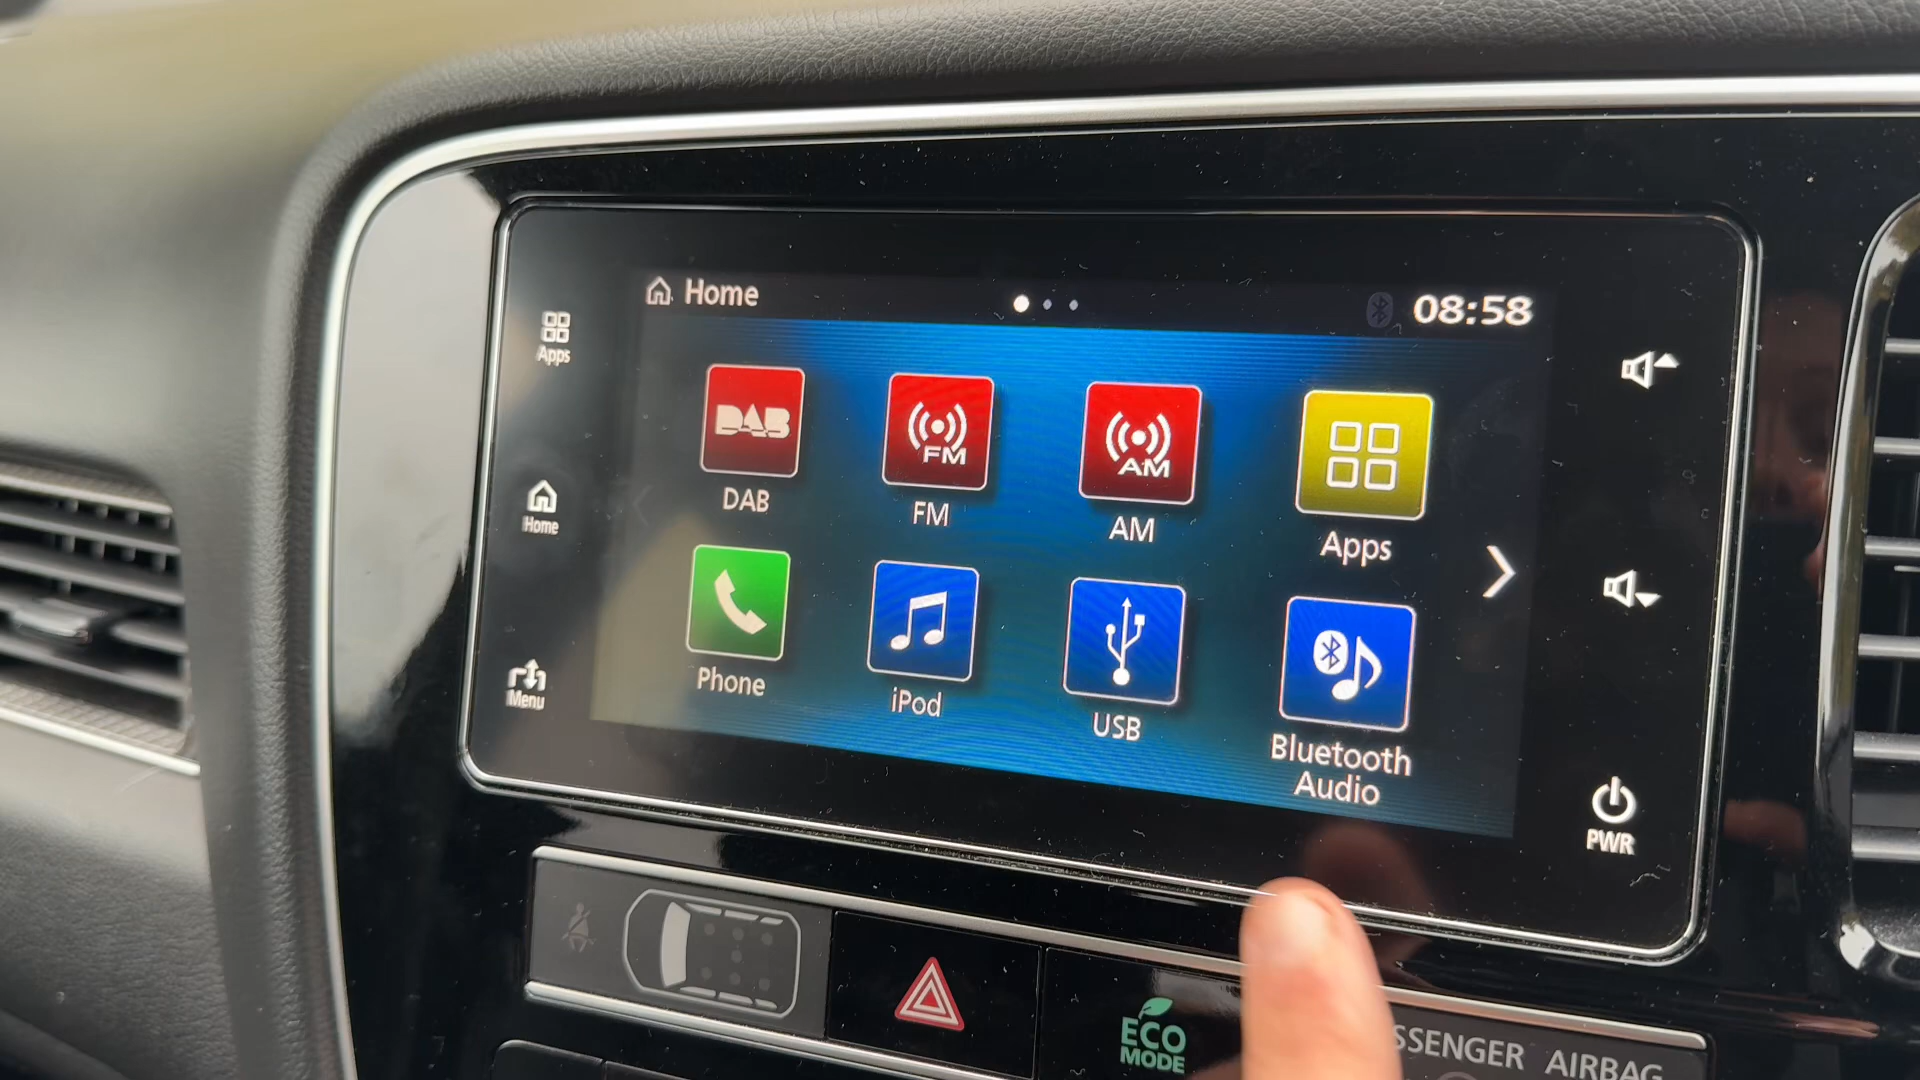 Home
08:58
Apps
DAB
FM
AM
DAB
FM
AM
Apps
Home
Phone
iPod
USB
Bluetooth
Audio
Menu
PWR
ECO
MODE
AIRBAG